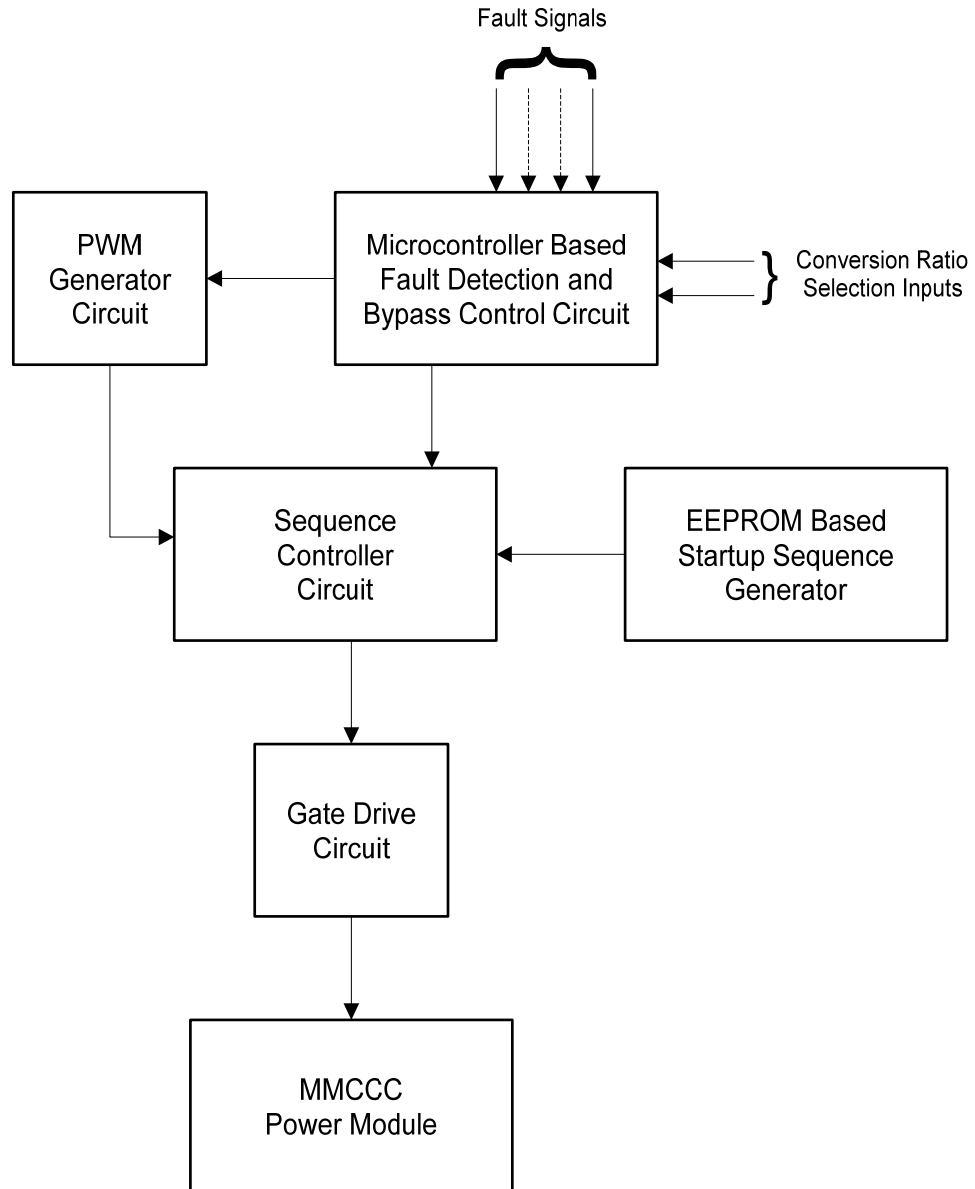 Fault Signals
PWM
Generator
Circuit
Microcontroller Based
Fault Detection and
Bypass Control Circuit
Conversion Ratio
Selection Inputs
Sequence
Controller
Circuit
EEPROM Based
Startup Sequence
Generator
Gate Drive
Circuit
MMCCC
Power Module